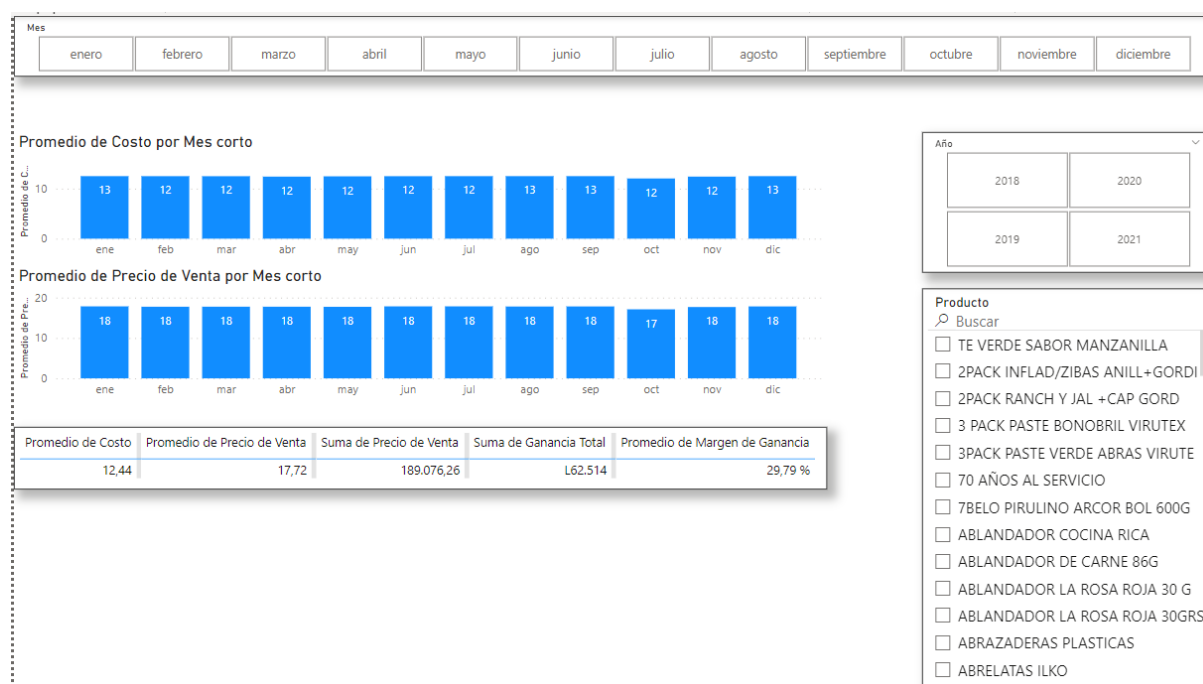 Mes
enero febrero marzo abril mayo junio julio agosto septiembre octubre noviembre diciembre
Promedio de Costo por Mes corto
Promedio de C...
10
0
13 12 12 12 12 12 12 13 13 12 12 13
ene feb mar abr may jun jul ago sep oct nov dic
Promedio de Precio de Venta por Mes corto
Promedio de Pre...
20
10
0
18 18 18 18 18 18 18 18 18 17 18 18
ene feb mar abr may jun jul ago sep oct nov dic
Promedio de Costo Promedio de Precio de Venta Suma de Precio de Venta Suma de Ganancia Total Promedio de Margen de Ganancia
12,44 17,72 189.076,26 L62.514 29,79 %
Año
2018 2020
2019 2021
Producto
Buscar
TE VERDE SABOR MANZANILLA
2PACK INFLAD/ZIBAS ANILL+GORDI
2PACK RANCH Y JAL +CAP GORD
3 PACK PASTE BONOBRIL VIRUTEX
3PACK PASTE VERDE ABRAS VIRUTE
70 AÑOS AL SERVICIO
7BELO PIRULINO ARCOR BOL 600G
ABLANDADOR COCINA RICA
ABLANDADOR DE CARNE 86G
ABLANDADOR LA ROSA ROJA 30 G
ABLANDADOR LA ROSA ROJA 30GRS
ABRAZADERAS PLASTICAS
ABRELATAS ILKO